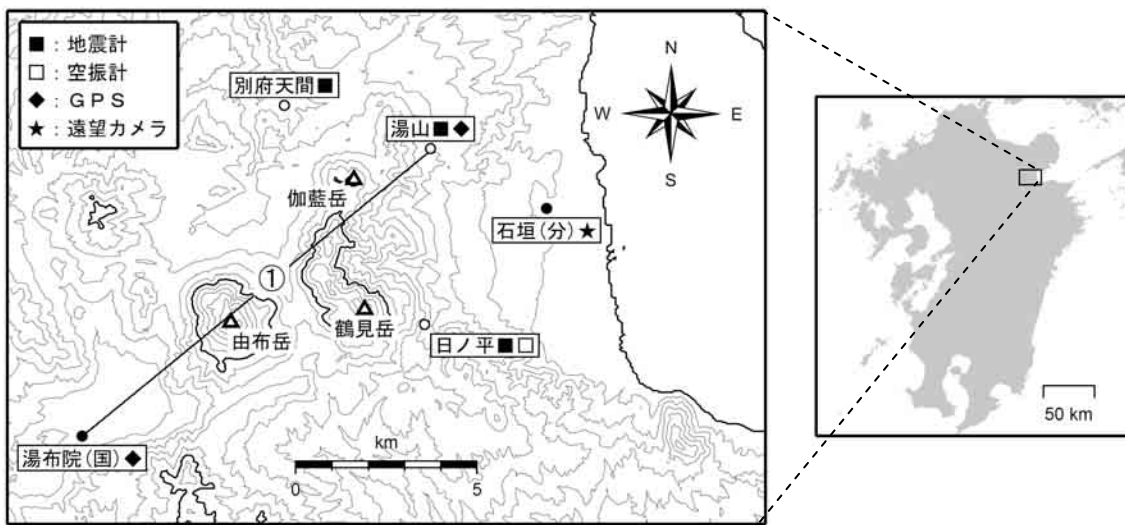 ■：地震計
□：空振計
◆：ＧＰＳ
★：遠望カメラ
別府天間■
湯山■◆
伽藍岳
N
W
E
S
石垣(分)★
①
由布岳
鶴見岳
日ノ平■□
湯布院(国)◆
km
0
5
50 km